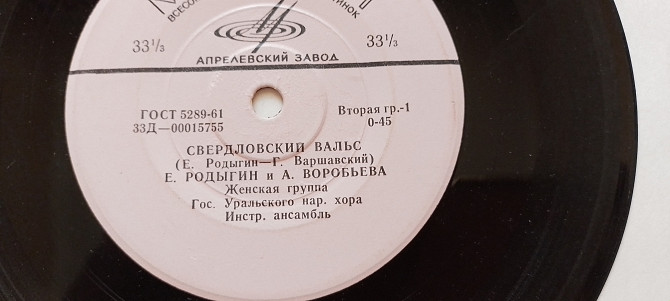 33⅓ 33⅓
АПРЕЛЕВСКИЙ ЗАВОД
ГОСТ 5289-61 Вторая гр.-1
33Д—00015755 0-45
СВЕРДЛОВСКИЙ ВАЛЬС
(Е. Родыгин—Г. Варшавский)
Е. РОДЫГИН и А. ВОРОБЬЕВА
Женская группа
Гос. Уральского нар. хора
Инстр. ансамбль